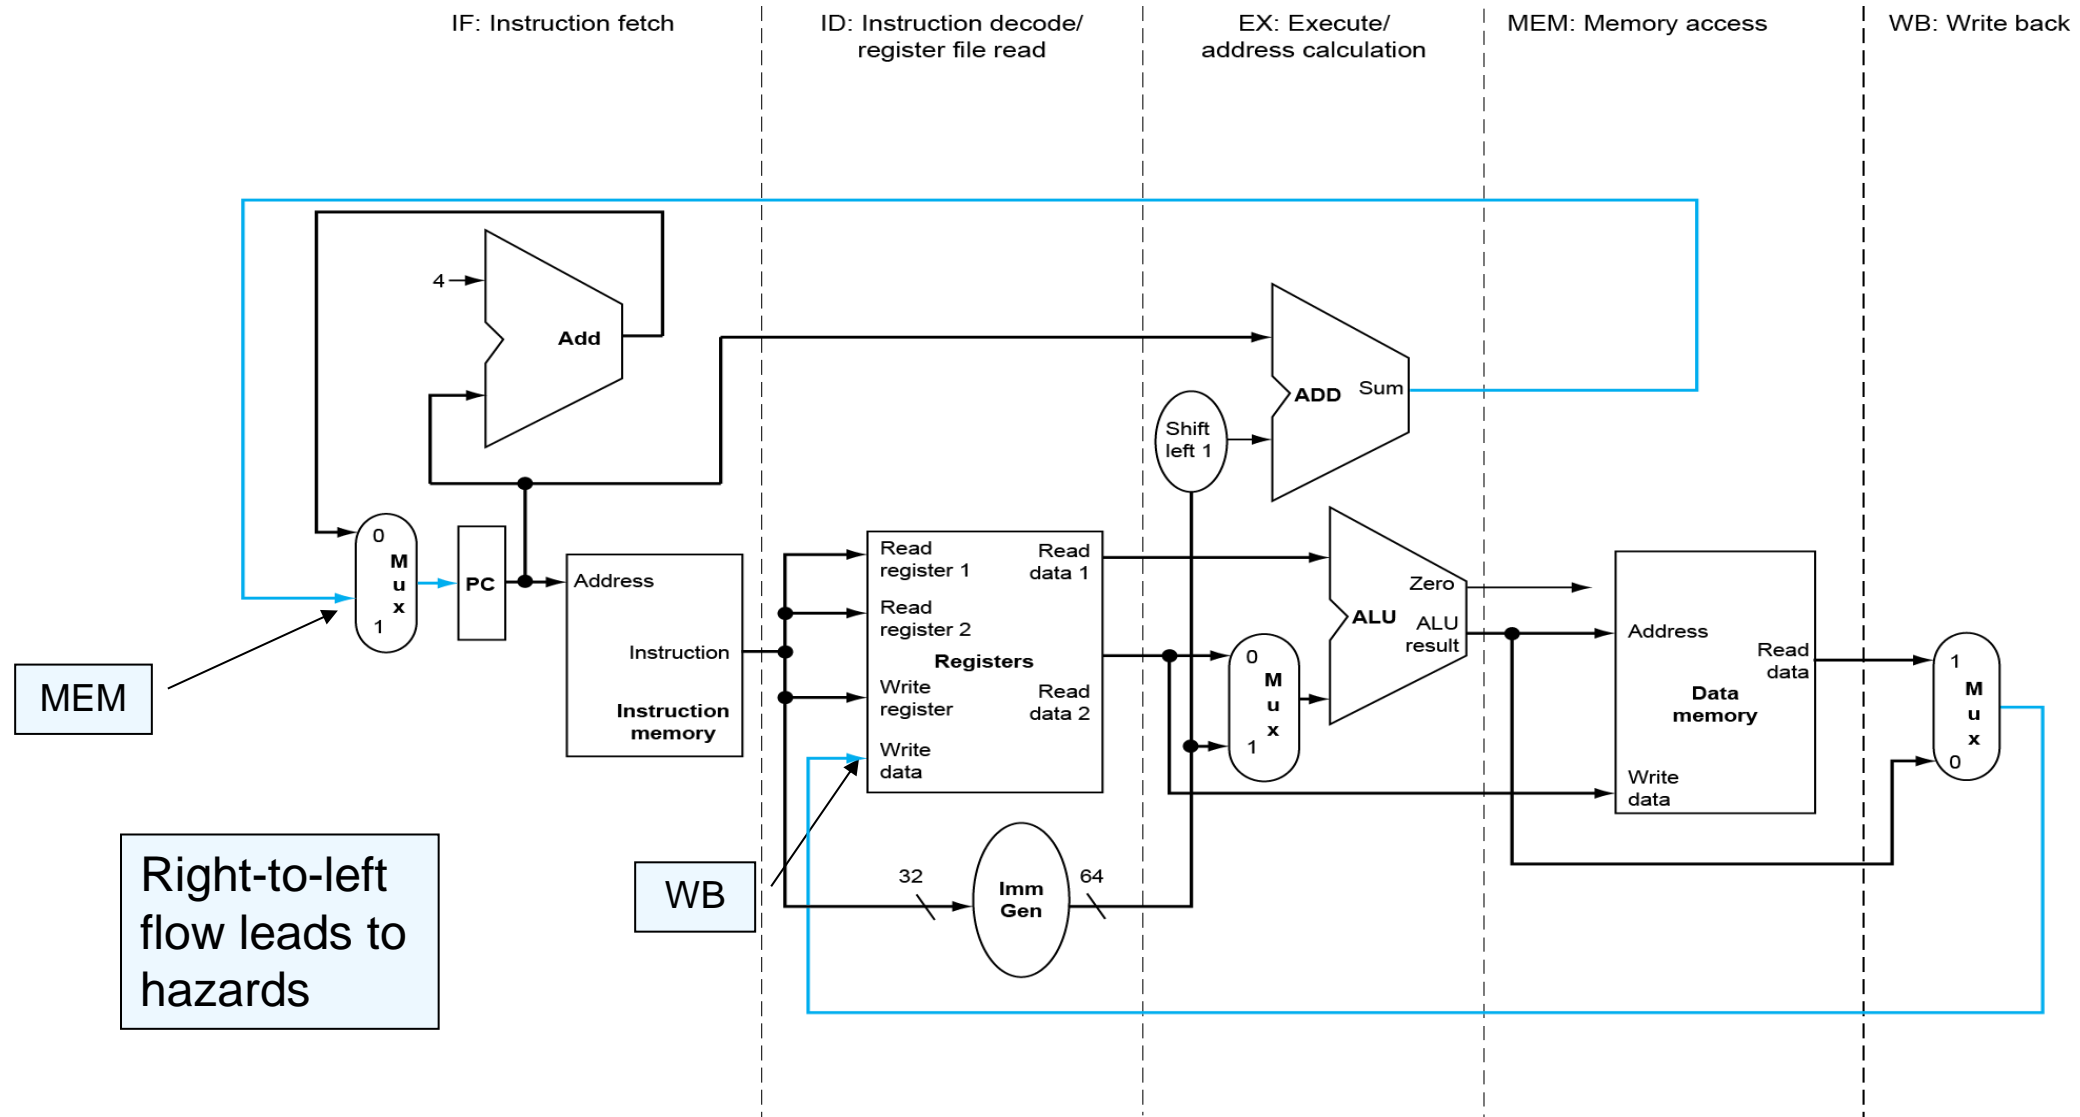 IF: Instruction fetch
ID: Instruction decode/
register file read
EX: Execute/
address calculation
MEM: Memory access
WB: Write back
4
Add
ADD
Sum
Shift
left 1
0
M
u
x
1
PC
Address
Instruction
Instruction
memory
Read
register 1
Read
register 2
Write
register
Write
data
Read
data 1
Registers
Read
data 2
0
M
u
x
1
Zero
ALU
ALU
result
Address
Read
data
Data
memory
Write
data
1
M
u
x
0
MEM
WB
32
Imm
Gen
64
Right-to-left
flow leads to
hazards